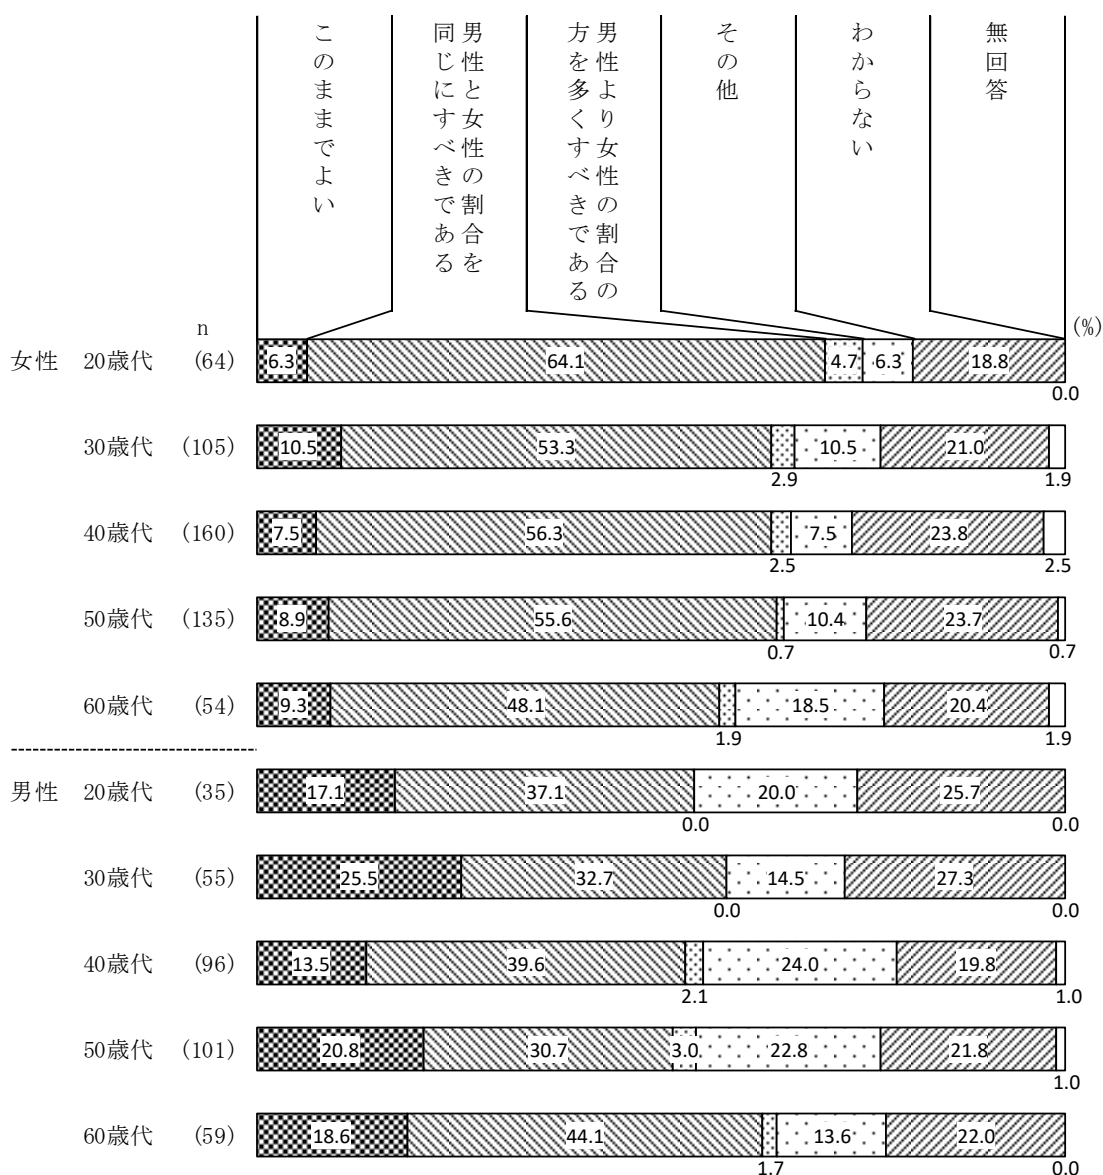 このままでよい
男性と女性の割合を
同じにすべきである
男性より女性の割合の
方を多くすべきである
その他
わからない
無回答
n
(%)
女性 20歳代 (64) 6.3 64.1 4.7 6.3 18.8
0.0
30歳代 (105) 10.5 53.3 10.5 21.0
2.9 1.9
40歳代 (160) 7.5 56.3 7.5 23.8
2.5 2.5
50歳代 (135) 8.9 55.6 10.4 23.7
0.7 0.7
60歳代 (54) 9.3 48.1 18.5 20.4
1.9 1.9
男性 20歳代 (35) 17.1 37.1 20.0 25.7
0.0 0.0
30歳代 (55) 25.5 32.7 14.5 27.3
0.0 0.0
40歳代 (96) 13.5 39.6 24.0 19.8
2.1 1.0
50歳代 (101) 20.8 30.7 3.0 22.8 21.8
1.0
60歳代 (59) 18.6 44.1 13.6 22.0
1.7 0.0